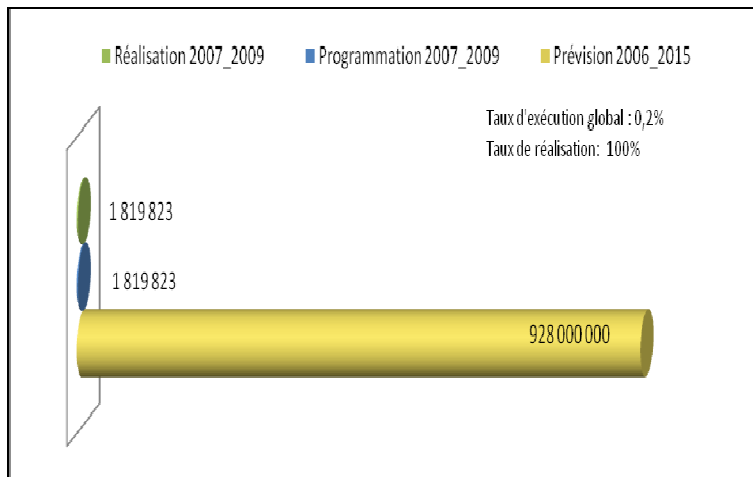 Réalisation 2007_2009 Programmation 2007_2009 Prévision 2006_2015
Taux d'exécution global : 0,2%
Taux de réalisation: 100%
1 819 823
1 819 823
928 000 000